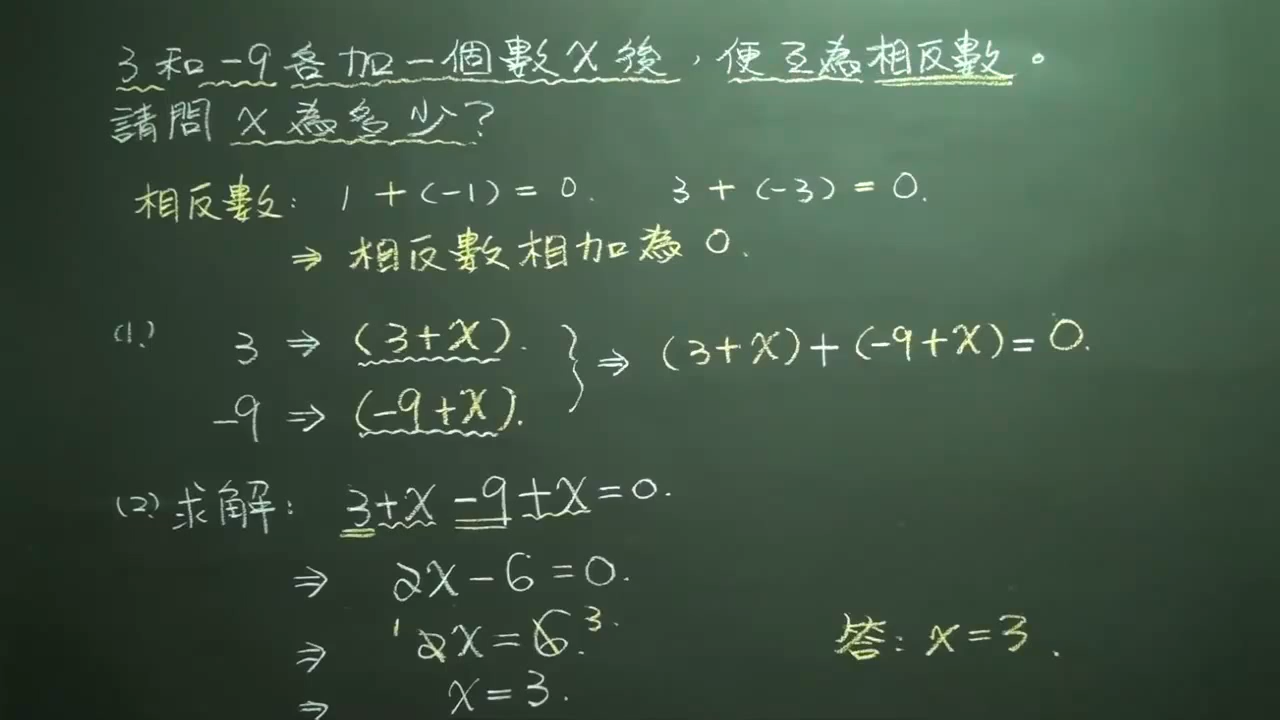 3和-9各加一個數X後，便互為相反數。
請問X為多少?
相反數: 1+(-1)=0. 3+(-3)=0.
⇒ 相反數相加為0.
(1.) 3 ⇒ (3+X). } ⇒ (3+X)+(-9+X)=0.
-9 ⇒ (-9+X).
(2.) 求解: 3+X-9+X=0.
⇒ 2X-6=0.
⇒ 1 2X=6 3.
⇒ X=3.
答: X=3.